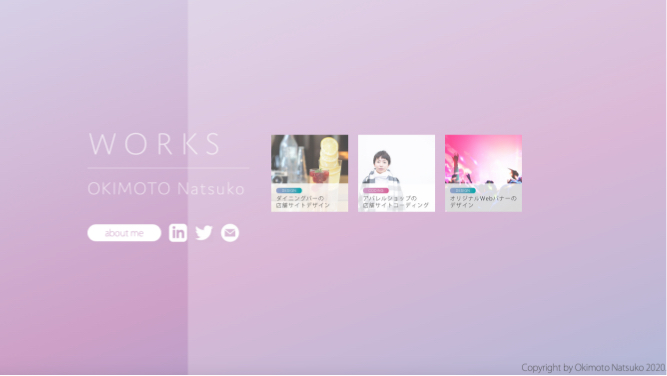 WORKS
OKIMOTO Natsuko
about me
in
ダイニングバーの
店舗サイトデザイン
アパレルショップの
店舗サイトコーディング
オリジナルWebバナーの
デザイン
Copyright by Okimoto Natsuko 2020